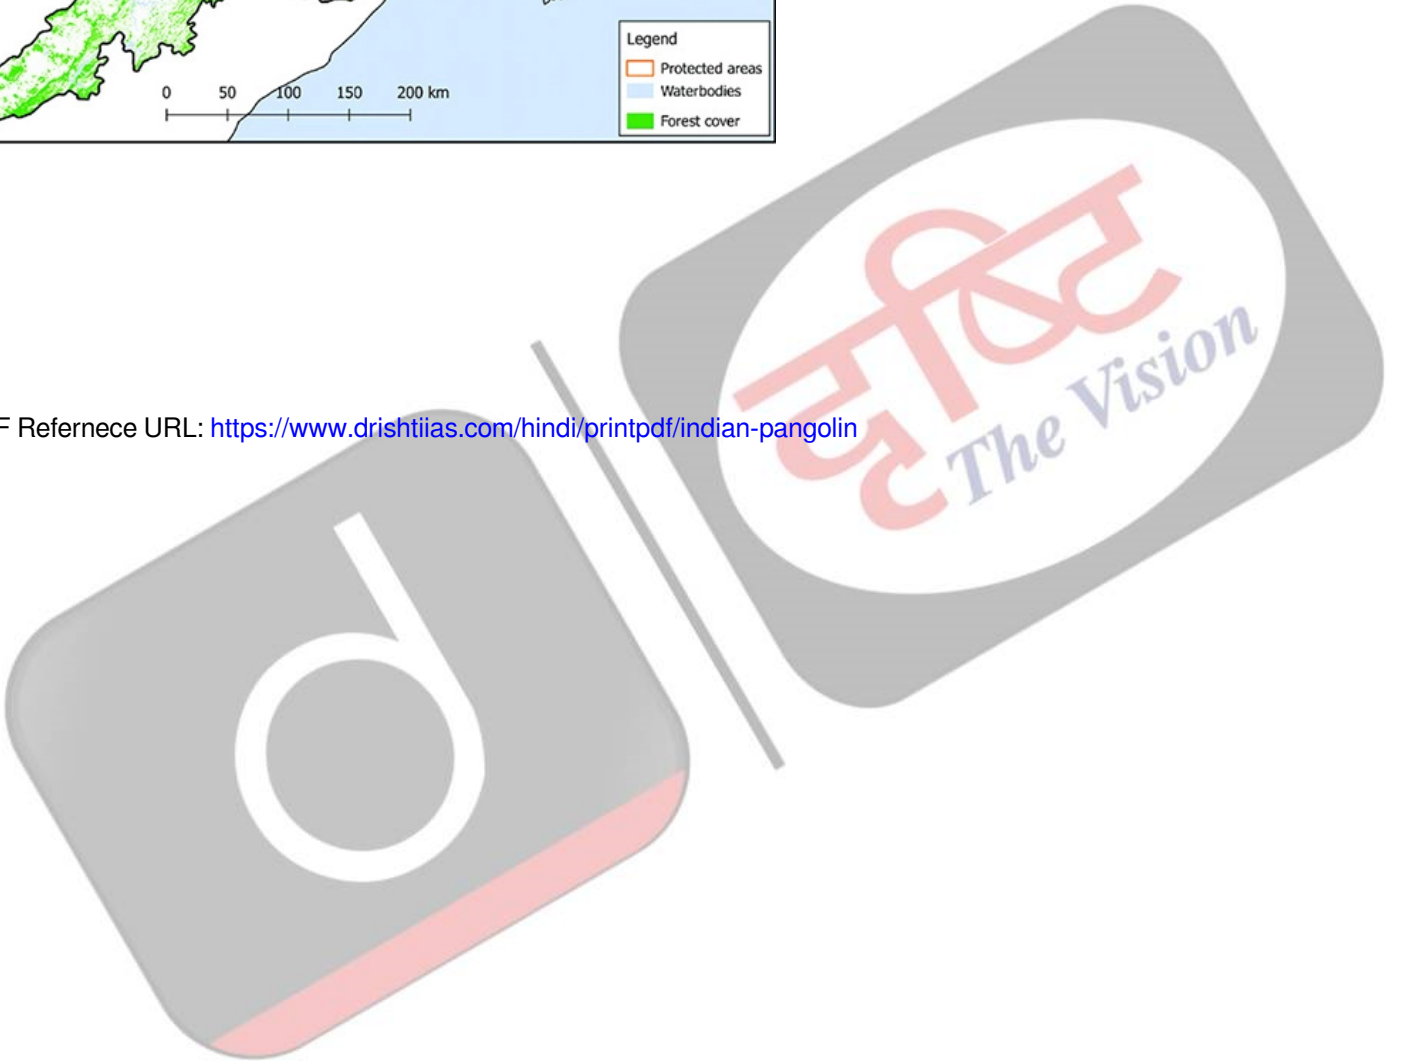 Legend
Protected areas
Waterbodies
Forest cover
0 50 100 150 200 km
F Refernece URL: https://www.drishtiias.com/hindi/printpdf/indian-pangolin
दृष्टि
The Vision
d